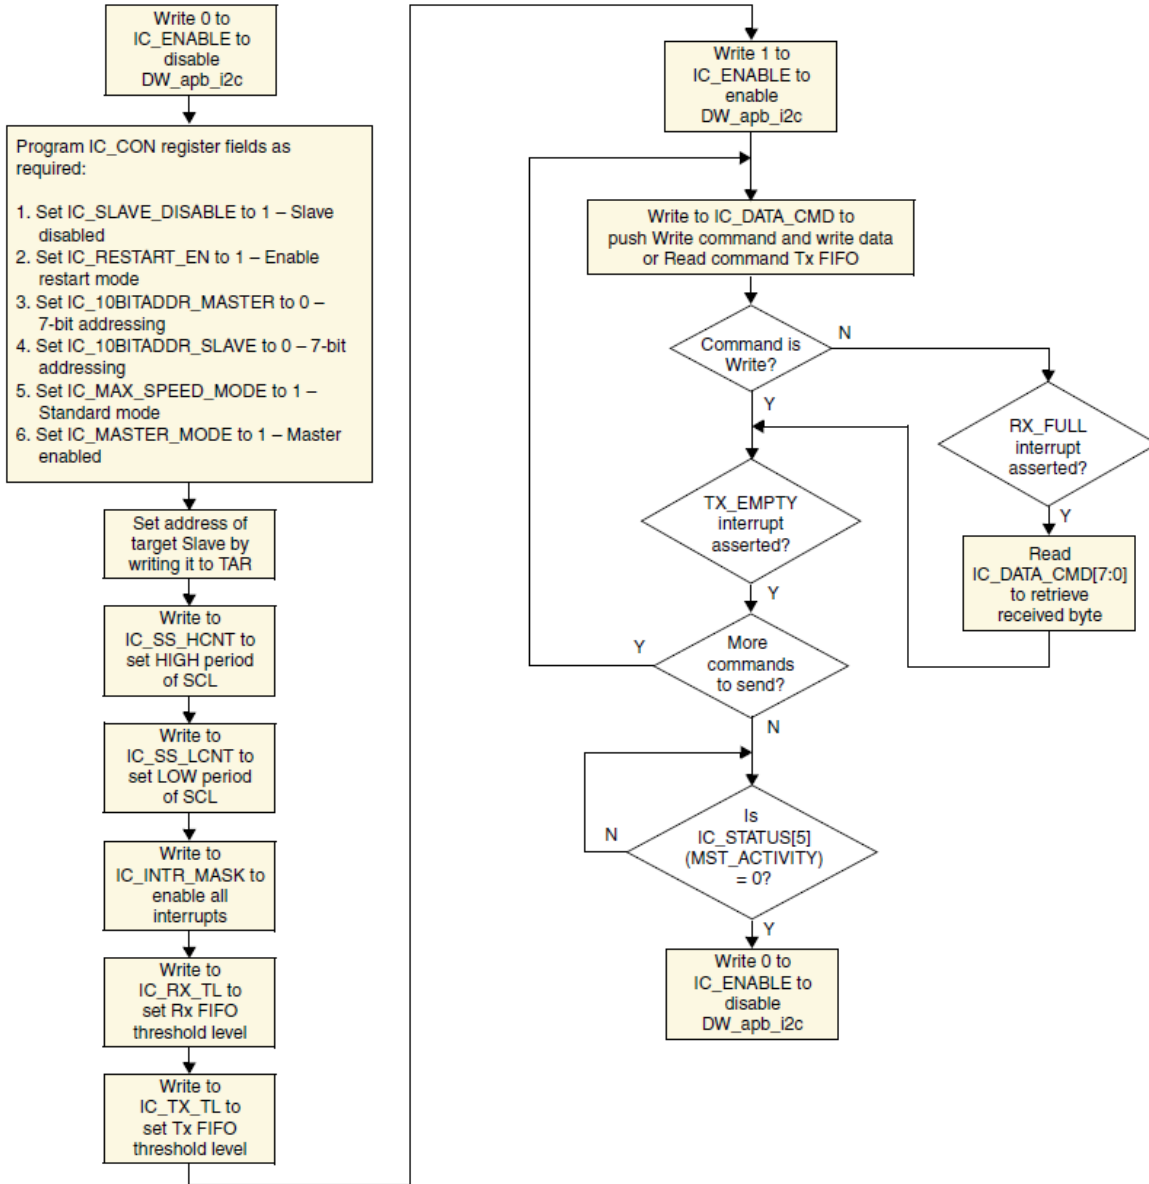 Write 0 to
IC_ENABLE to
disable
DW_apb_i2c
Program IC_CON register fields as
required:
1. Set IC_SLAVE_DISABLE to 1 – Slave
disabled
2. Set IC_RESTART_EN to 1 – Enable
restart mode
3. Set IC_10BITADDR_MASTER to 0 –
7-bit addressing
4. Set IC_10BITADDR_SLAVE to 0 – 7-bit
addressing
5. Set IC_MAX_SPEED_MODE to 1 –
Standard mode
6. Set IC_MASTER_MODE to 1 – Master
enabled
Set address of
target Slave by
writing it to TAR
Write to
IC_SS_HCNT to
set HIGH period
of SCL
Write to
IC_SS_LCNT to
set LOW period
of SCL
Write to
IC_INTR_MASK to
enable all
interrupts
Write to
IC_RX_TL to
set Rx FIFO
threshold level
Write to
IC_TX_TL to
set Tx FIFO
threshold level
Write 1 to
IC_ENABLE to
enable
DW_apb_i2c
Write to IC_DATA_CMD to
push Write command and write data
or Read command Tx FIFO
Command is
Write?
N
Y
RX_FULL
interrupt
asserted?
Y
Read
IC_DATA_CMD[7:0]
to retrieve
received byte
TX_EMPTY
interrupt
asserted?
Y
More
commands
to send?
Y
N
Is
IC_STATUS[5]
(MST_ACTIVITY)
= 0?
N
Y
Write 0 to
IC_ENABLE to
disable
DW_apb_i2c